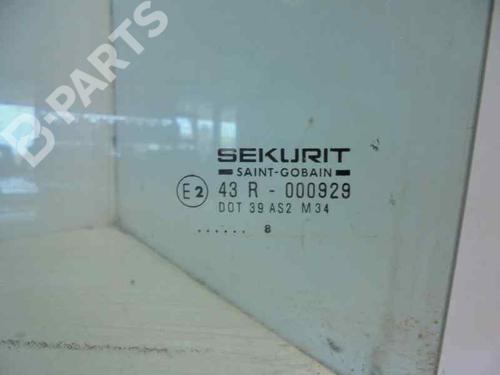 B-PARTS
SEKURIT
SAINT-GOBAIN
E2 43 R - 000929
DOT 39 AS2 M34
...... 8